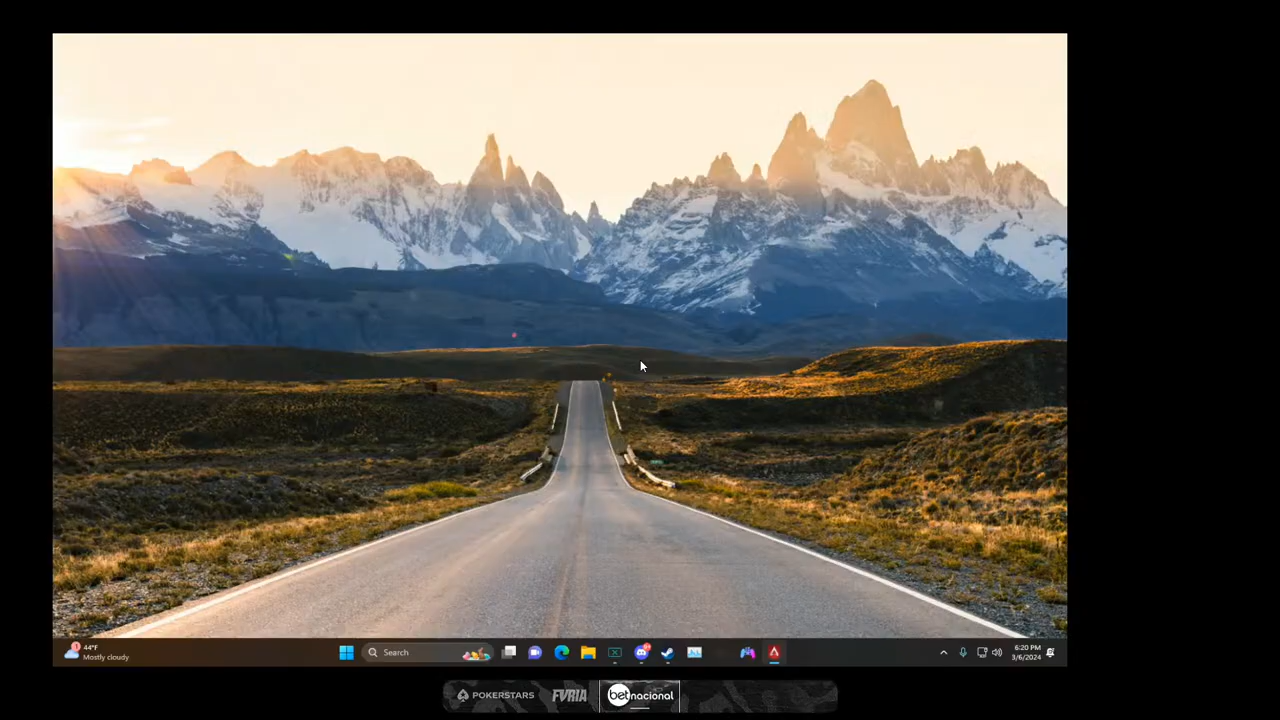 44°F
Mostly cloudy
Search
6:20 PM
3/6/2024
POKERSTARS FURIA betnacional